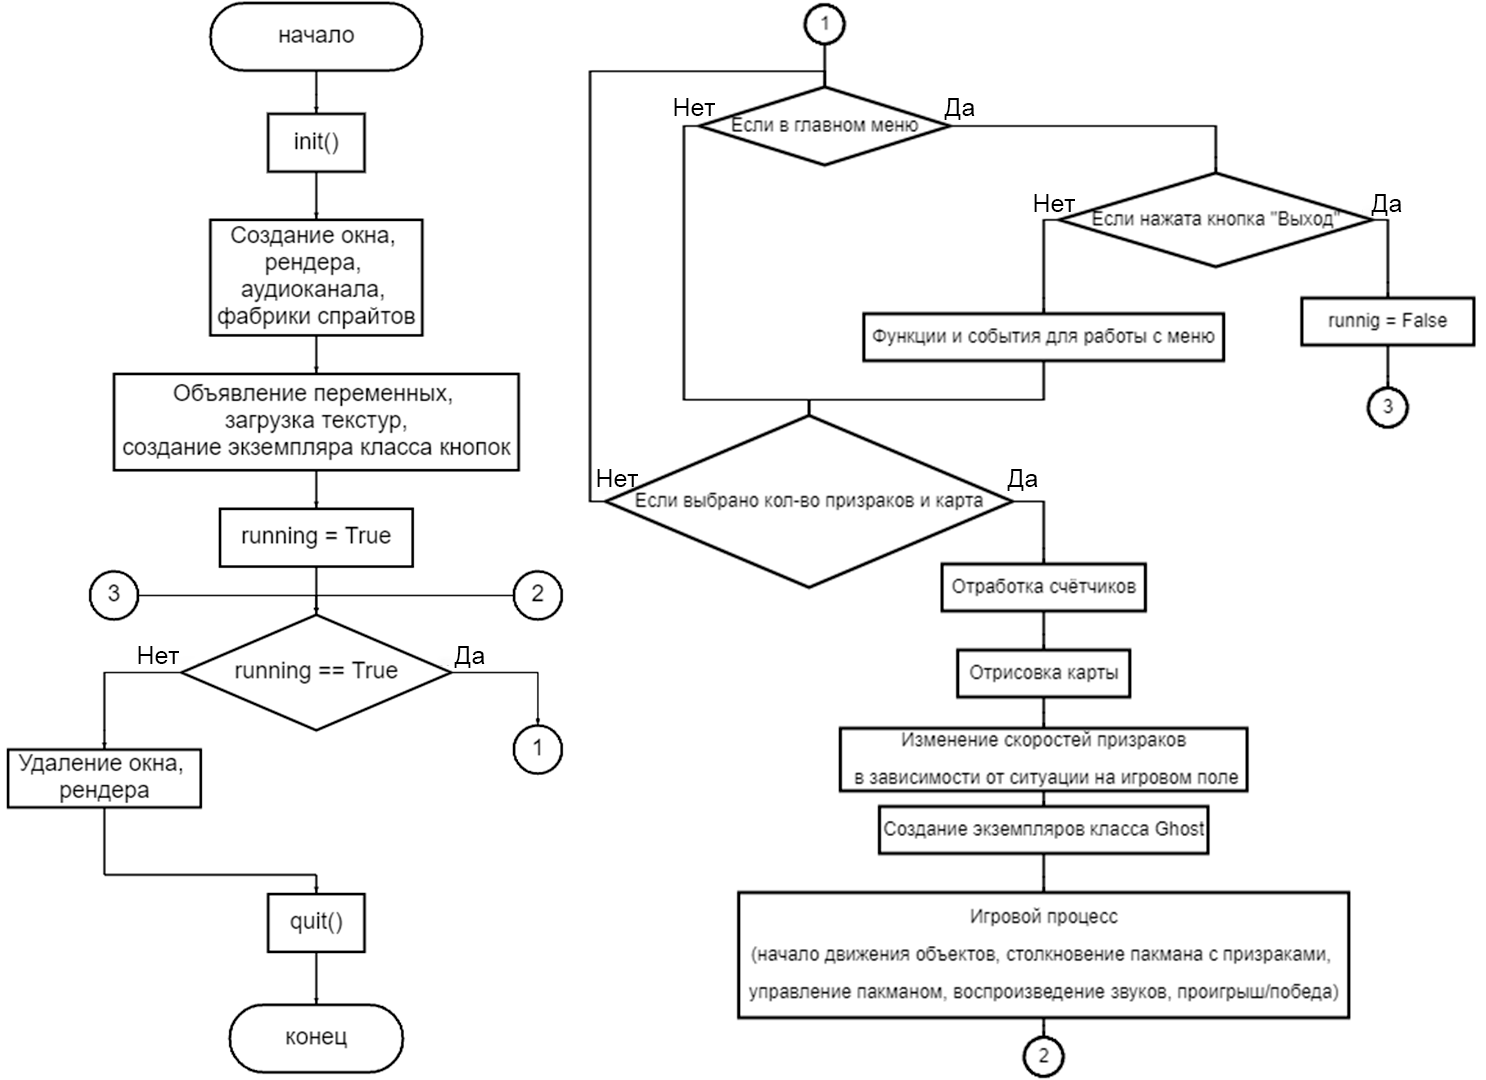 начало
init()
Создание окна,
рендера,
аудиоканала,
фабрики спрайтов
Объявление переменных,
загрузка текстур,
создание экземпляра класса кнопок
running = True
3
2
Нет
Да
running == True
1
Удаление окна,
рендера
quit()
конец
1
Нет
Да
Если в главном меню
Нет
Да
Если нажата кнопка "Выход"
Функции и события для работы с меню
runnig = False
3
Нет
Да
Если выбрано кол-во призраков и карта
Отработка счётчиков
Отрисовка карты
Изменение скоростей призраков
в зависимости от ситуации на игровом поле
Создание экземпляров класса Ghost
Игровой процесс
(начало движения объектов, столкновение пакмана с призраками,
управление пакманом, воспроизведение звуков, проигрыш/победа)
2